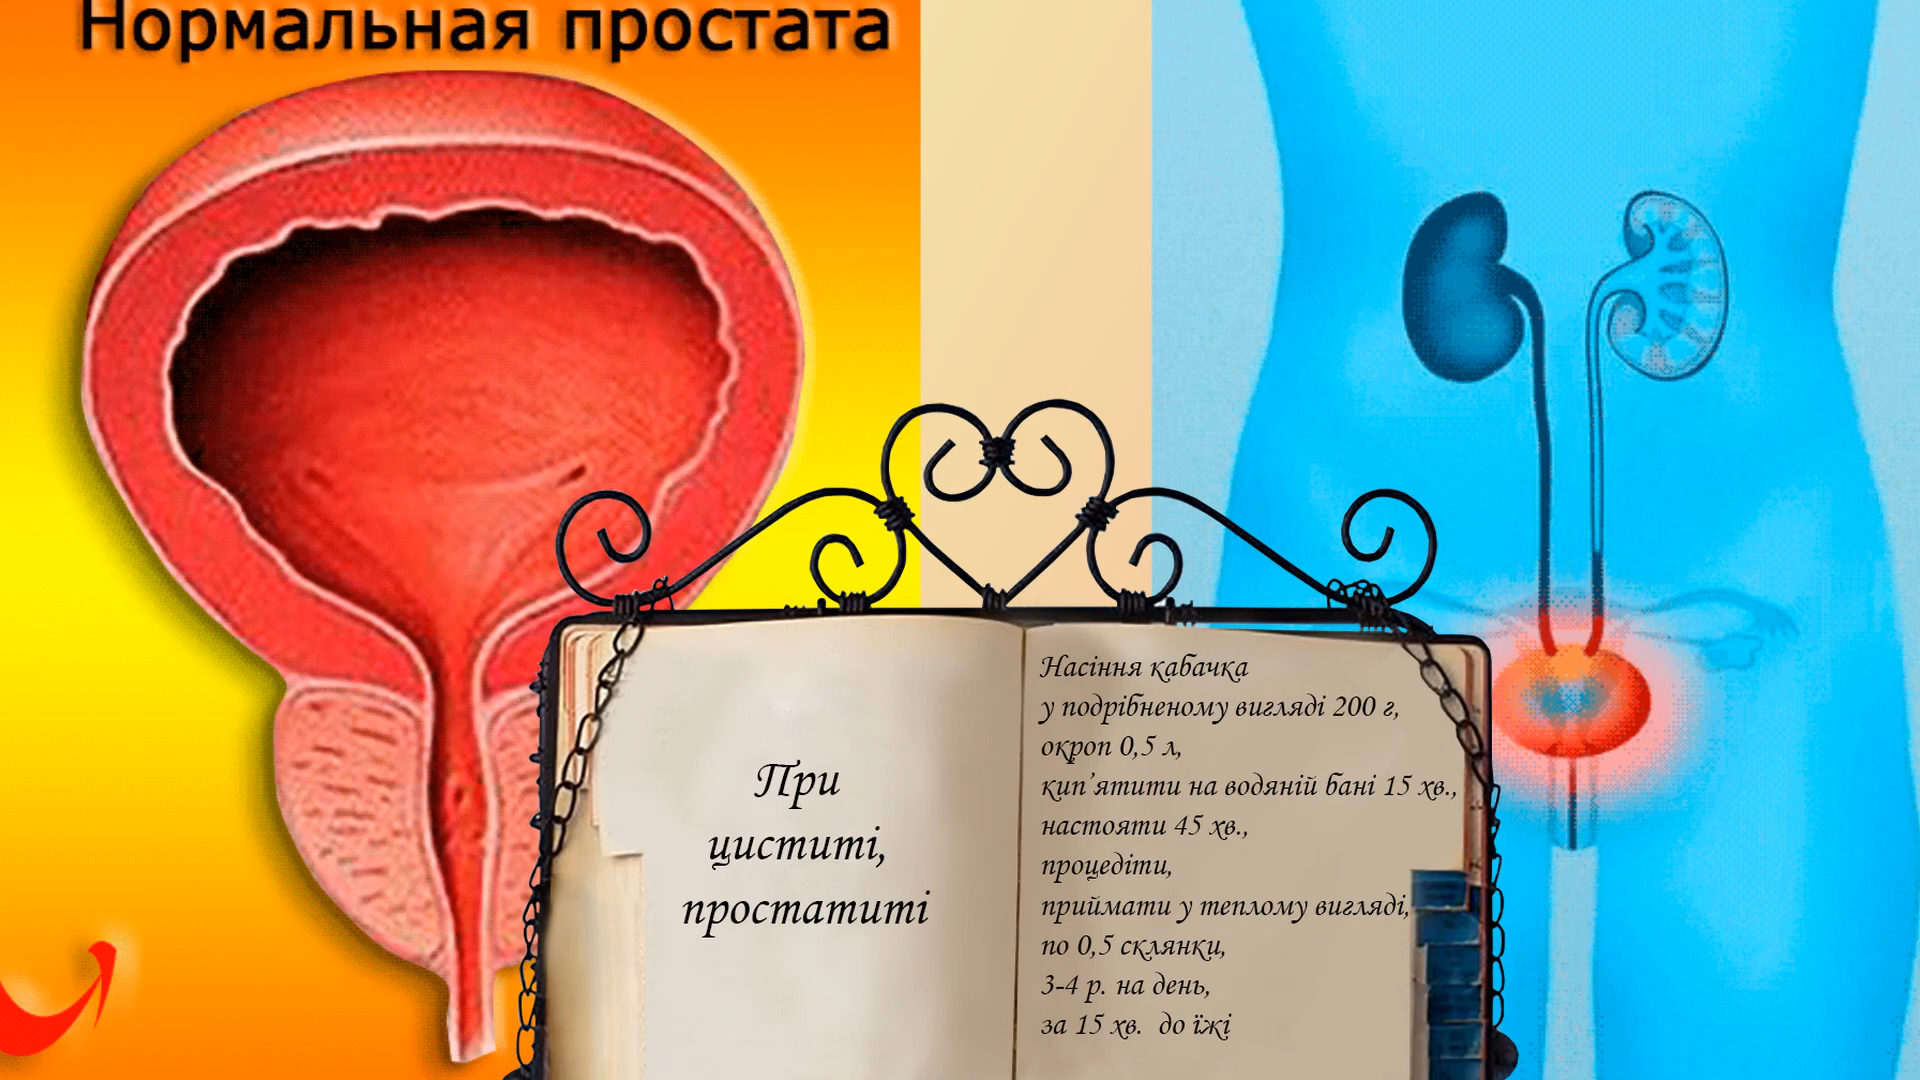 Нормальная простата
При
циститі,
простатиті
Насіння кабачка
у подрібненому вигляді 200 г,
окроп 0,5 л,
кип'ятити на водяній бані 15 хв.,
настояти 45 хв.,
процедіти,
приймати у теплому вигляді,
по 0,5 склянки,
3-4 р. на день,
за 15 хв. до їжі